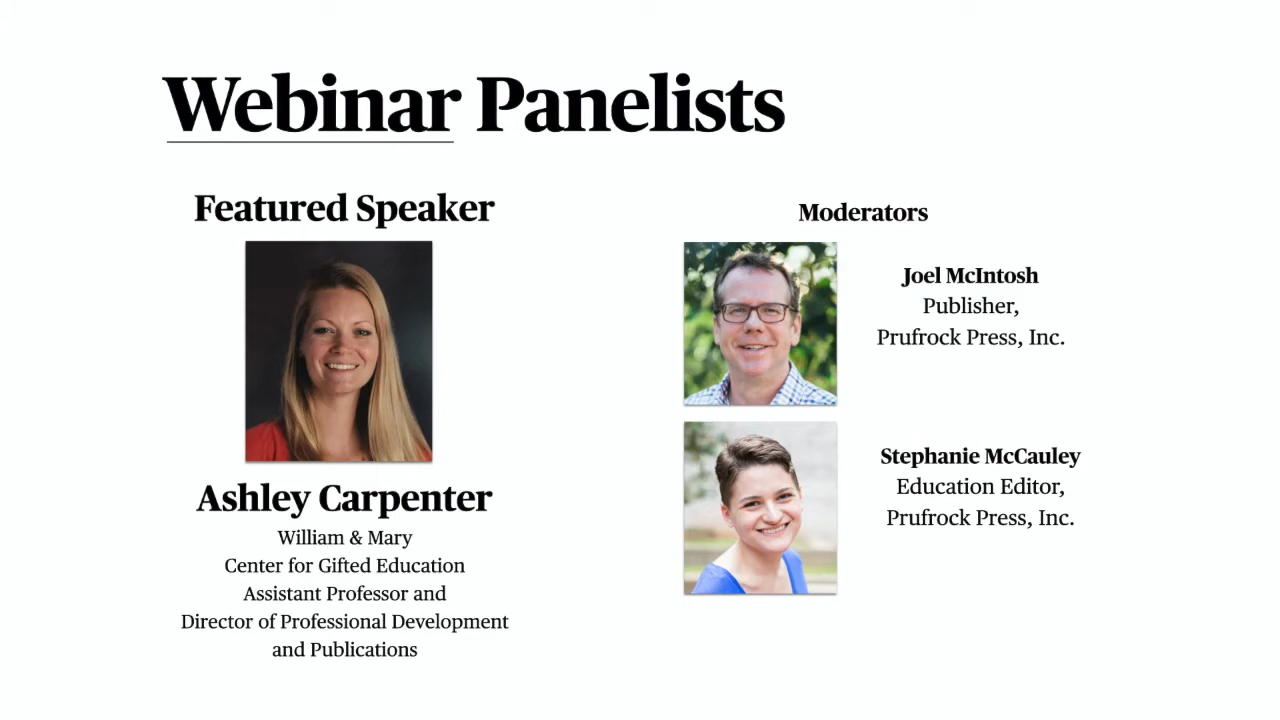 Webinar Panelists
Featured Speaker
Ashley Carpenter
William & Mary
Center for Gifted Education
Assistant Professor and
Director of Professional Development
and Publications
Moderators
Joel McIntosh
Publisher,
Prufrock Press, Inc.
Stephanie McCauley
Education Editor,
Prufrock Press, Inc.